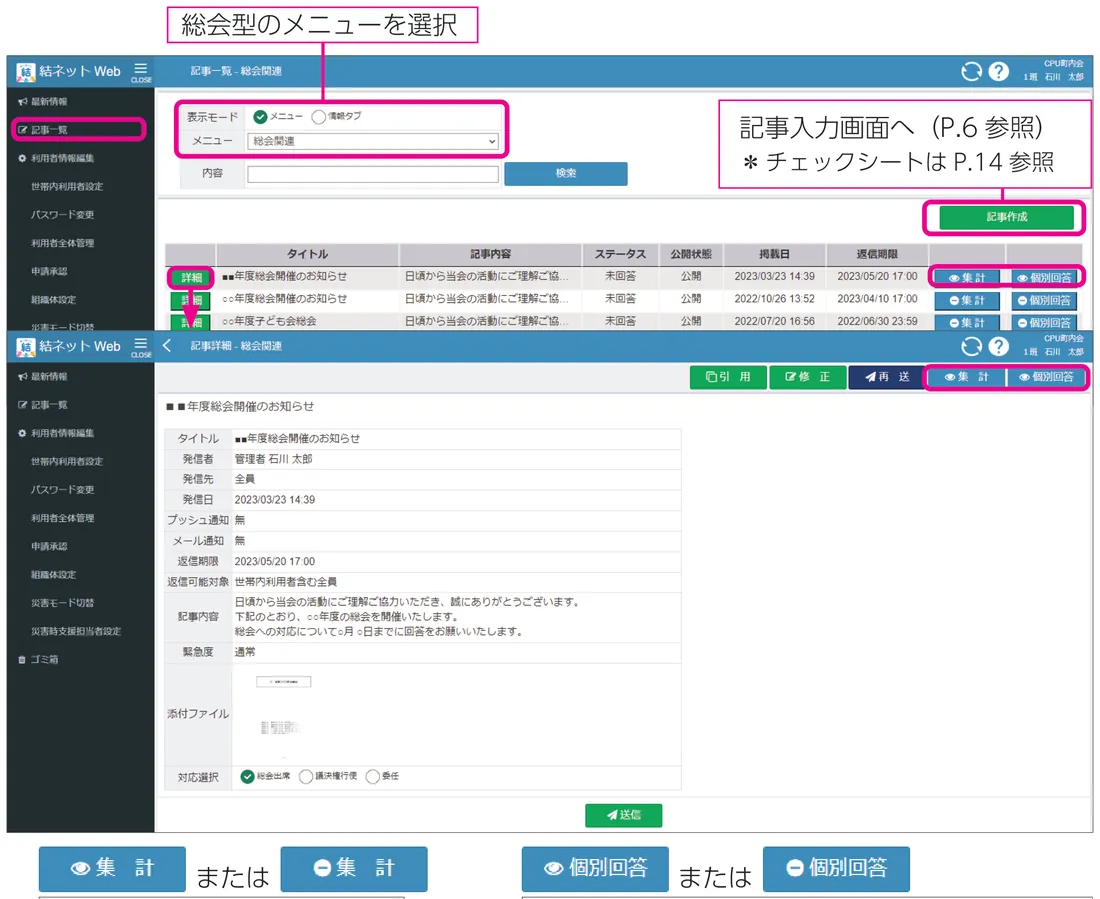 総会型のメニューを選択
結ネット Web
CLOSE
記事一覧 - 総会関連
CPU町内会
1班 石川 太郎
最新情報
記事一覧
利用者情報編集
世帯内利用者設定
パスワード変更
利用者全体管理
申請承認
組織体設定
災害モード切替
表示モード メニュー 情報タブ
メニュー 総会関連
内容 検索
記事入力画面へ(P.6 参照)
＊チェックシートは P.14 参照
記事作成
タイトル 記事内容 ステータス 公開状態 掲載日 返信期限
詳細 ■■年度総会開催のお知らせ 日頃から当会の活動にご理解ご協... 未回答 公開 2023/03/23 14:39 2023/05/20 17:00 集計 個別回答
詳細 ○○年度総会開催のお知らせ 日頃から当会の活動にご理解ご協... 未回答 公開 2022/10/26 13:52 2023/04/10 17:00 集計 個別回答
詳細 ○○年度子ども会総会 日頃から当会の活動にご理解ご協... 未回答 公開 2022/07/20 16:56 2022/06/30 23:59 集計 個別回答
結ネット Web
CLOSE
記事詳細 - 総会関連
CPU町内会
1班 石川 太郎
最新情報
記事一覧
利用者情報編集
世帯内利用者設定
パスワード変更
利用者全体管理
申請承認
組織体設定
災害モード切替
災害時支援担当者設定
ゴミ箱
引 用 修 正 再 送 集 計 個別回答
■■年度総会開催のお知らせ
タイトル ■■年度総会開催のお知らせ
発信者 管理者 石川 太郎
発信先 全員
発信日 2023/03/23 14:39
プッシュ通知 無
メール通知 無
返信期限 2023/05/20 17:00
返信可能対象 世帯内利用者含む全員
記事内容
日頃から当会の活動にご理解ご協力いただき、誠にありがとうございます。
下記のとおり、○○年度の総会を開催いたします。
総会への対応について○月 ○日までに回答をお願いいたします。
緊急度 通常
添付ファイル
対応選択 総会出席 議決権行使 委任
送信
集 計 または 集 計
個別回答 または 個別回答